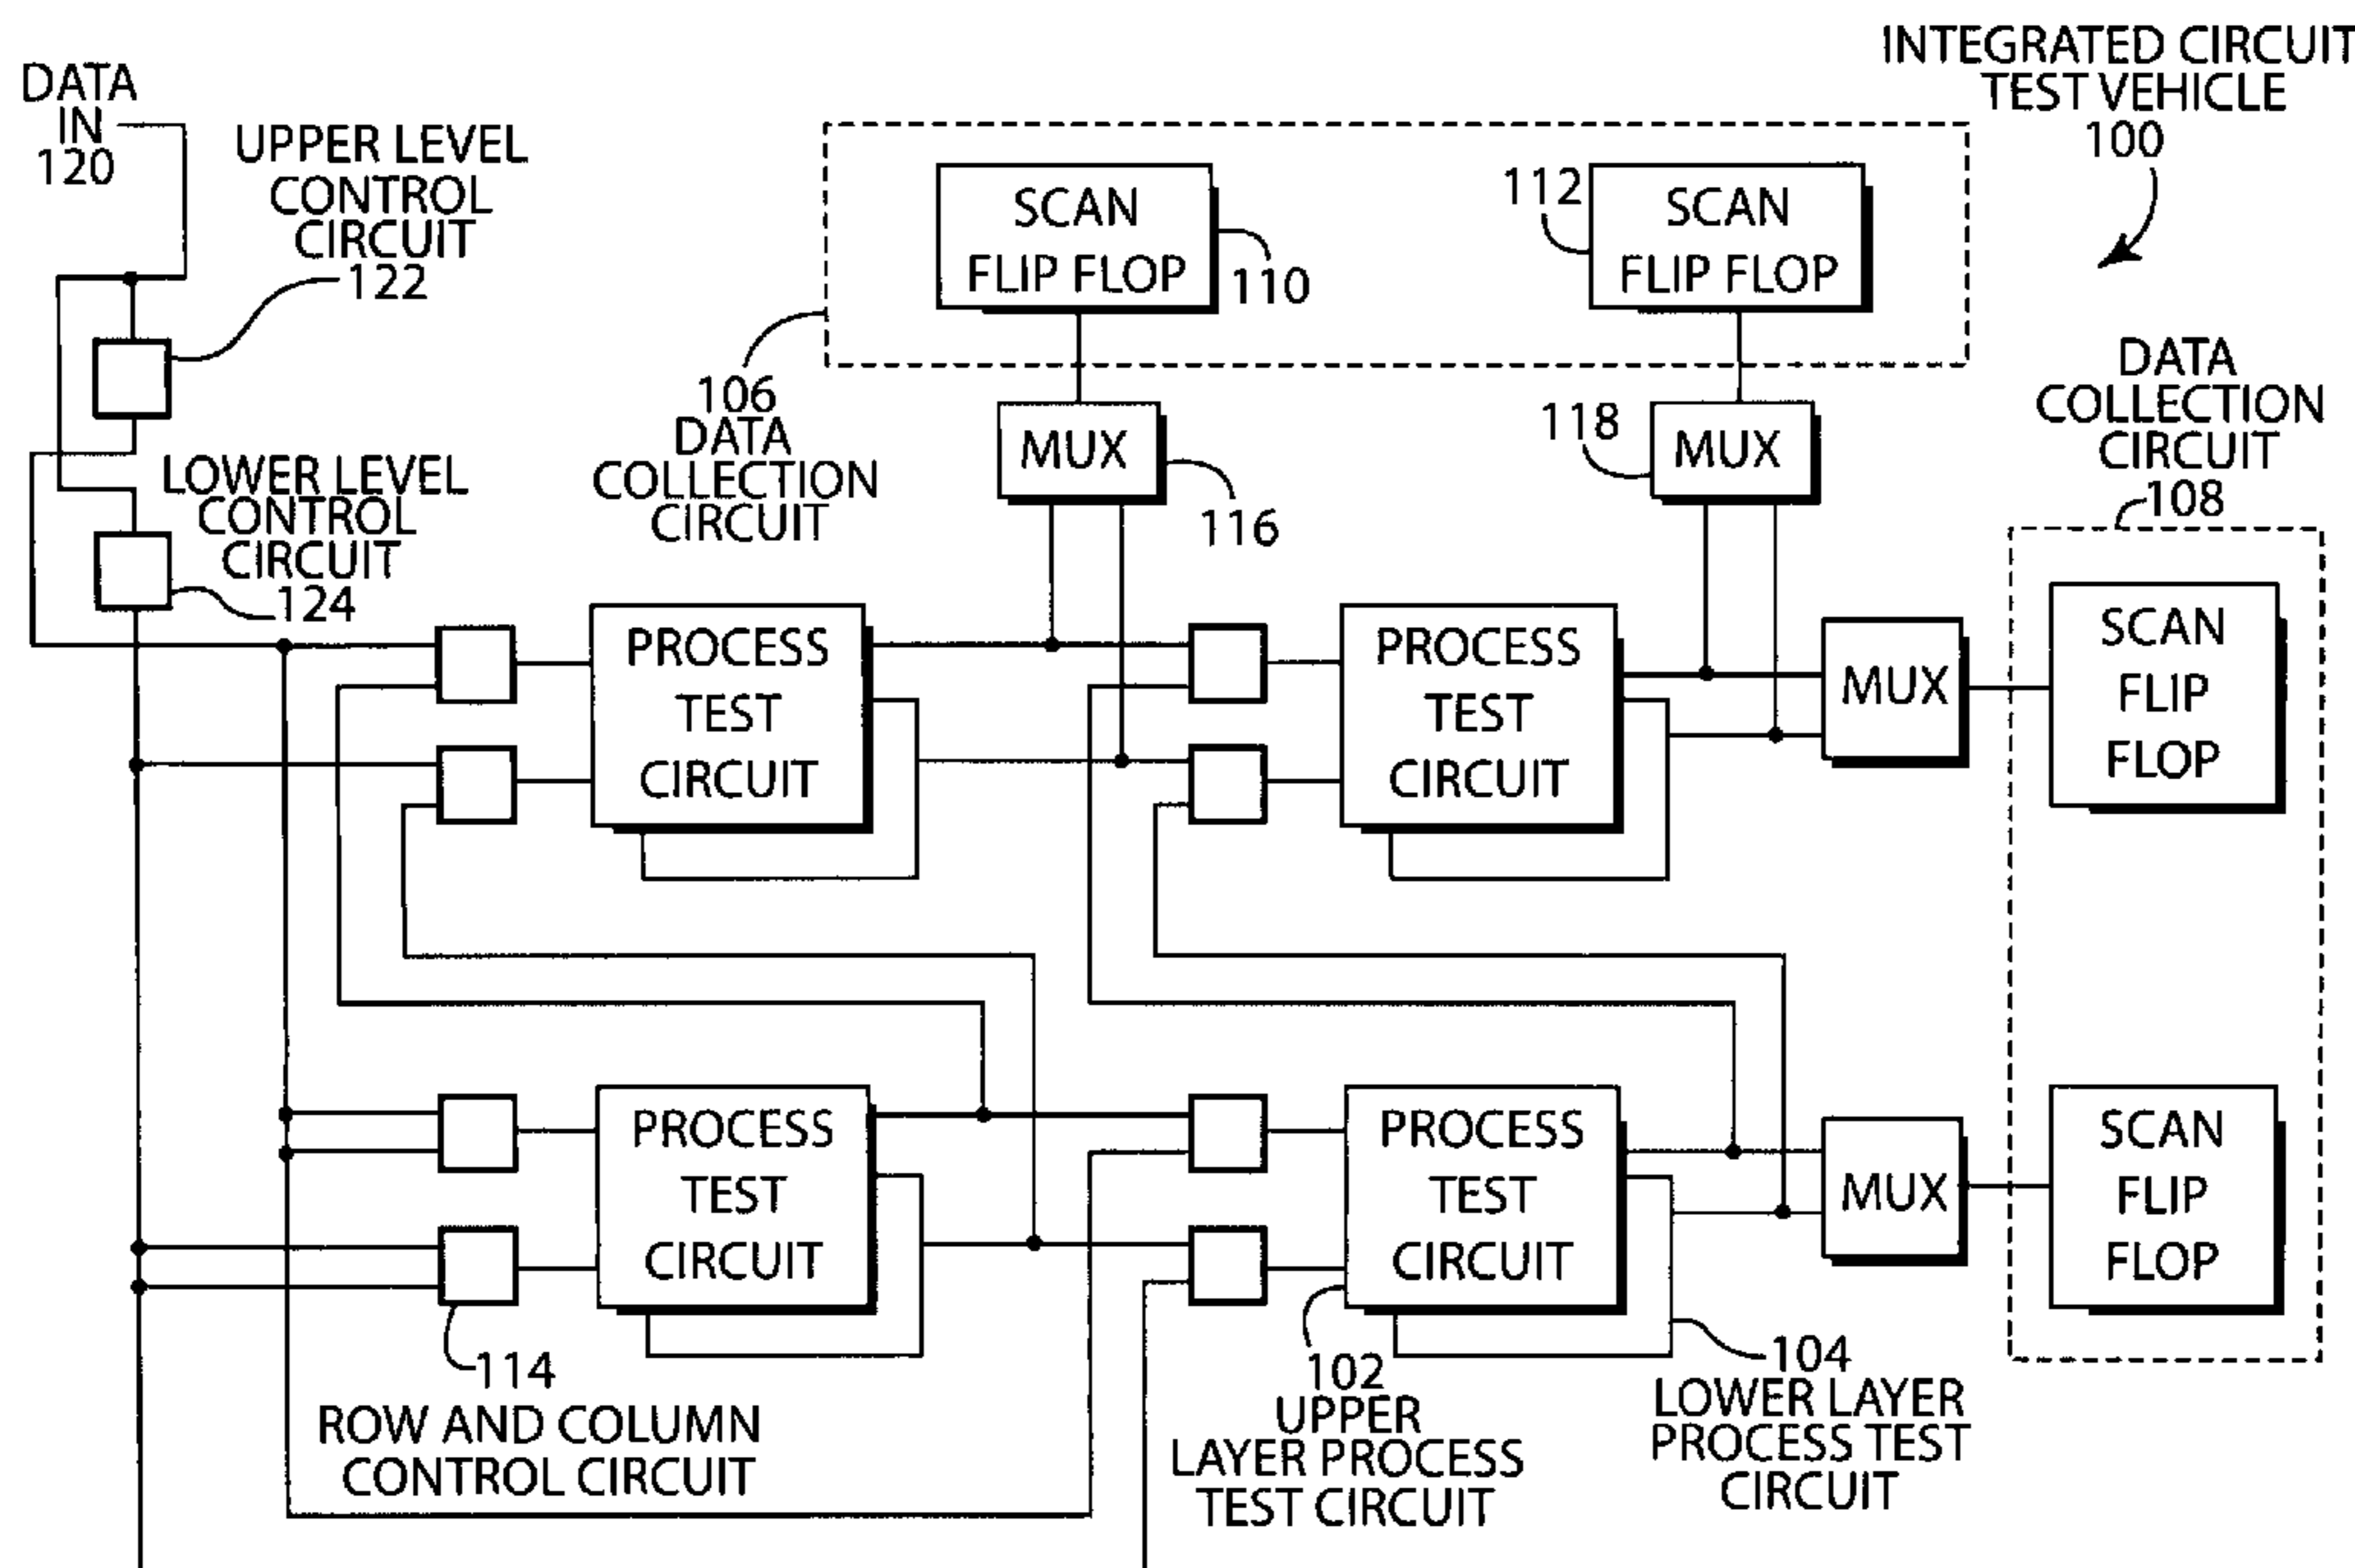 INTEGRATED CIRCUIT
TEST VEHICLE
100
DATA
IN
120
UPPER LEVEL
CONTROL
CIRCUIT
122
SCAN
FLIP FLOP
110
112
SCAN
FLIP FLOP
106
DATA
COLLECTION
CIRCUIT
MUX
116
118
MUX
DATA
COLLECTION
CIRCUIT
108
LOWER LEVEL
CONTROL
CIRCUIT
124
PROCESS
TEST
CIRCUIT
PROCESS
TEST
CIRCUIT
MUX
SCAN
FLIP
FLOP
PROCESS
TEST
CIRCUIT
PROCESS
TEST
CIRCUIT
MUX
SCAN
FLIP
FLOP
114
ROW AND COLUMN
CONTROL CIRCUIT
102
UPPER
LAYER PROCESS
TEST CIRCUIT
104
LOWER LAYER
PROCESS TEST
CIRCUIT